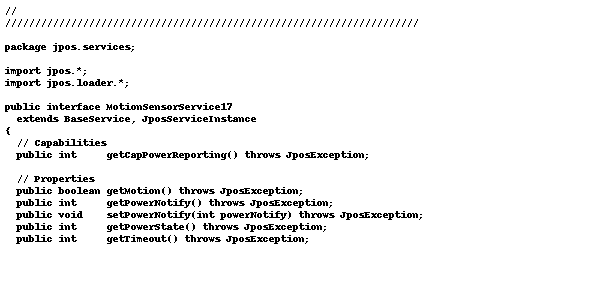 //
/////////////////////////////////////////////////////////////////////
package jpos.services;
import jpos.*;
import jpos.loader.*;
public interface MotionSensorService17
  extends BaseService, JposServiceInstance
{
  // Capabilities
  public int     getCapPowerReporting() throws JposException;
  // Properties
  public boolean getMotion() throws JposException;
  public int     getPowerNotify() throws JposException;
  public void    setPowerNotify(int powerNotify) throws JposException;
  public int     getPowerState() throws JposException;
  public int     getTimeout() throws JposException;